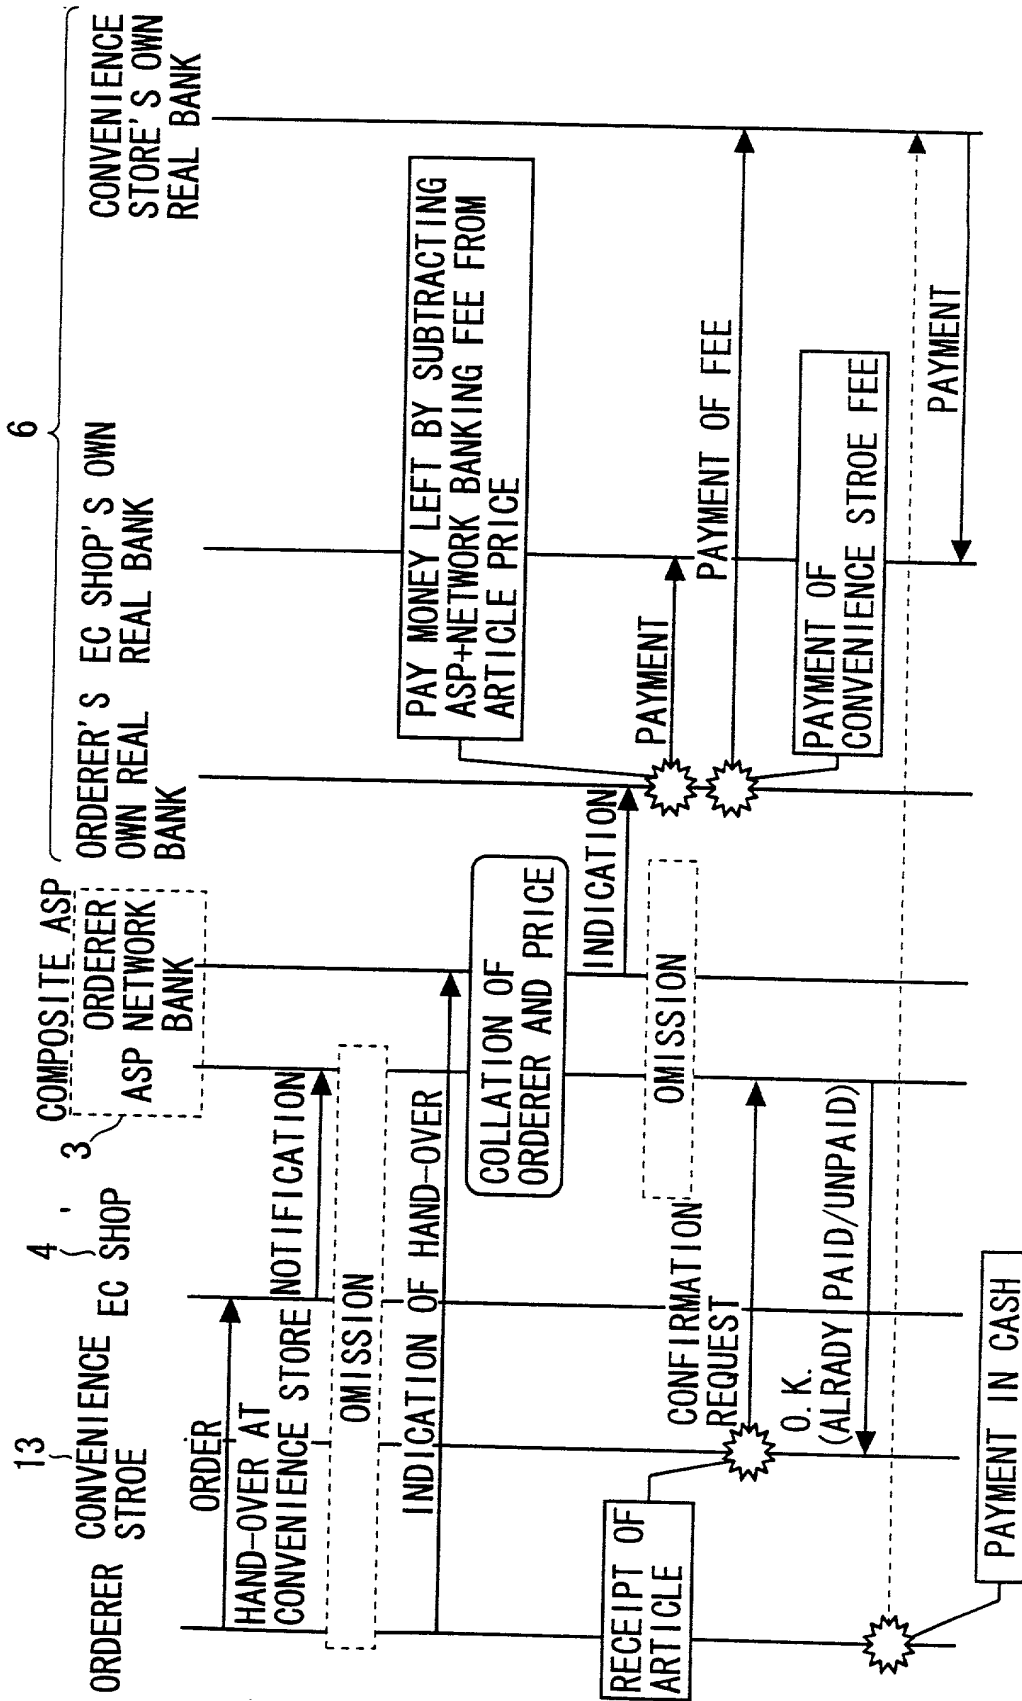 6
CONVENIENCE
STORE'S OWN
REAL BANK
EC SHOP'S OWN
REAL BANK
ORDERER'S
OWN REAL
BANK
COMPOSITE ASP
ORDERER
ASP NETWORK
BANK
3
4
EC SHOP
13
CONVENIENCE
STROE
ORDERER
ORDER
HAND-OVER AT
CONVENIENCE STORE
NOTIFICATION
OMISSION
INDICATION OF HAND-OVER
COLLATION OF
ORDERER AND PRICE
INDICATION
PAY MONEY LEFT BY SUBTRACTING
ASP+NETWORK BANKING FEE FROM
ARTICLE PRICE
PAYMENT
OMISSION
PAYMENT OF FEE
PAYMENT OF
CONVENIENCE STROE FEE
RECEIPT OF
ARTICLE
CONFIRMATION
REQUEST
O.K.
(ALRADY PAID/UNPAID)
PAYMENT
PAYMENT IN CASH